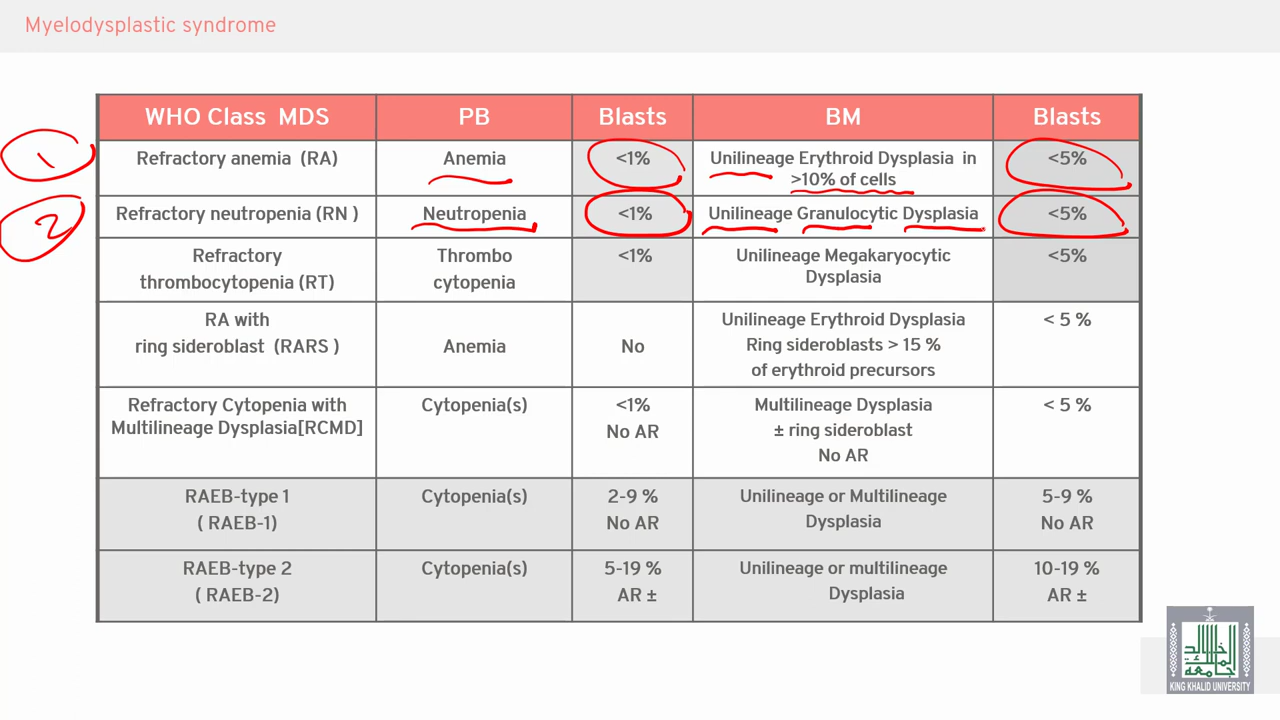 Myelodysplastic syndrome
WHO Class MDS PB Blasts BM Blasts
1
Refractory anemia (RA)
Anemia
<1%
Unilineage Erythroid Dysplasia in
>10% of cells
<5%
2
Refractory neutropenia (RN )
Neutropenia
<1%
Unilineage Granulocytic Dysplasia
<5%
Refractory
thrombocytopenia (RT)
Thrombo
cytopenia
<1%
Unilineage Megakaryocytic
Dysplasia
<5%
RA with
ring sideroblast (RARS )
Anemia
No
Unilineage Erythroid Dysplasia
Ring sideroblasts > 15 %
of erythroid precursors
< 5 %
Refractory Cytopenia with
Multilineage Dysplasia[RCMD]
Cytopenia(s)
<1%
No AR
Multilineage Dysplasia
± ring sideroblast
No AR
< 5 %
RAEB-type 1
( RAEB-1)
Cytopenia(s)
2-9 %
No AR
Unilineage or Multilineage
Dysplasia
5-9 %
No AR
RAEB-type 2
( RAEB-2)
Cytopenia(s)
5-19 %
AR ±
Unilineage or multilineage
Dysplasia
10-19 %
AR ±
جامعة الملك خالد
KING KHALID UNIVERSITY